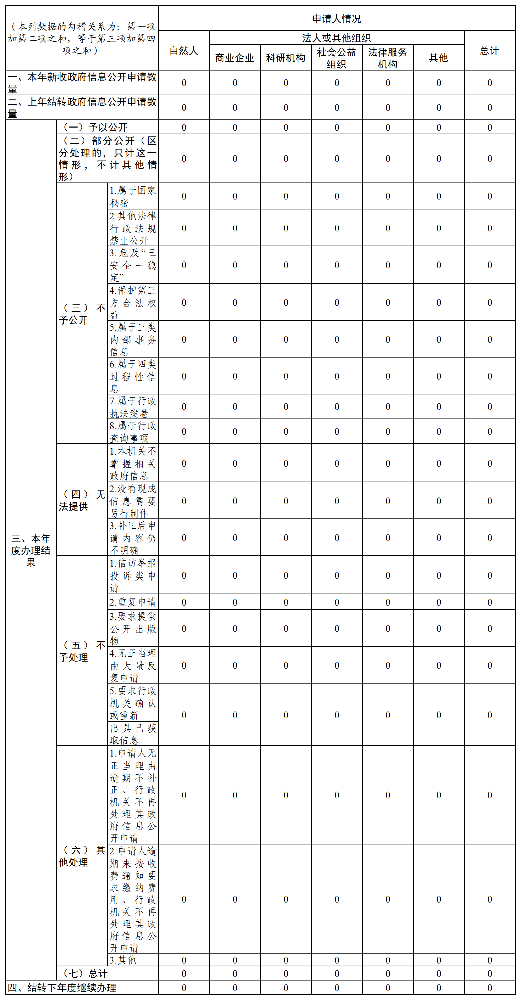 （本列数据的勾稽关系为：第一项
加第二项之和，等于第三项加第四
项之和）
申请人情况
自然人
法人或其他组织
总计
商业企业
科研机构
社会公益
组织
法律服务
机构
其他
一、本年新收政府信息公开申请数
量
0 0 0 0 0 0 0
二、上年结转政府信息公开申请数
量
0 0 0 0 0 0 0
三、本年
度办理结
果
（一）予以公开
0 0 0 0 0 0 0
（二）部分公开（区
分处理的，只计这一
情形，不计其他情
形）
0 0 0 0 0 0 0
（三）不
予公开
1.属于国家
秘密
0 0 0 0 0 0 0
2.其他法律
行政法规
禁止公开
0 0 0 0 0 0 0
3.危及“三
安全一稳
定”
0 0 0 0 0 0 0
4.保护第三
方合法权
益
0 0 0 0 0 0 0
5.属于三类
内部事务
信息
0 0 0 0 0 0 0
6.属于四类
过程性信
息
0 0 0 0 0 0 0
7.属于行政
执法案卷
0 0 0 0 0 0 0
8.属于行政
查询事项
0 0 0 0 0 0 0
（四）无
法提供
1.本机关不
掌握相关
政府信息
0 0 0 0 0 0 0
2.没有现成
信息需要
另行制作
0 0 0 0 0 0 0
3.补正后申
请内容仍
不明确
0 0 0 0 0 0 0
（五）不
予处理
1.信访举报
投诉类申
请
0 0 0 0 0 0 0
2.重复申请
0 0 0 0 0 0 0
3.要求提供
公开出版
物
0 0 0 0 0 0 0
4.无正当理
由大量反
复申请
0 0 0 0 0 0 0
5.要求行政
机关确认
或重新
出具已获
取信息
0 0 0 0 0 0 0
（六）其
他处理
1.申请人无
正当理由
逾期不补
正、行政
机关不再
处理其政
府信息公
开申请
0 0 0 0 0 0 0
2.申请人逾
期未按收
费通知要
求缴纳费
用、行政
机关不再
处理其政
府信息公
开申请
0 0 0 0 0 0 0
3.其他
0 0 0 0 0 0 0
（七）总计
0 0 0 0 0 0 0
四、结转下年度继续办理
0 0 0 0 0 0 0